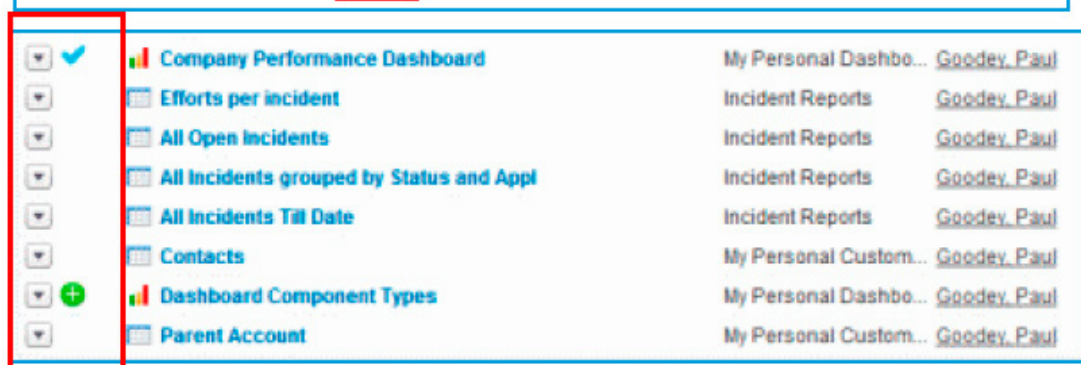 Company Performance Dashboard My Personal Dashbo... Goodey, Paul
Efforts per incident Incident Reports Goodey, Paul
All Open Incidents Incident Reports Goodey, Paul
All Incidents grouped by Status and Appl Incident Reports Goodey, Paul
All Incidents Till Date Incident Reports Goodey, Paul
Contacts My Personal Custom... Goodey, Paul
Dashboard Component Types My Personal Dashbo... Goodey, Paul
Parent Account My Personal Custom... Goodey, Paul